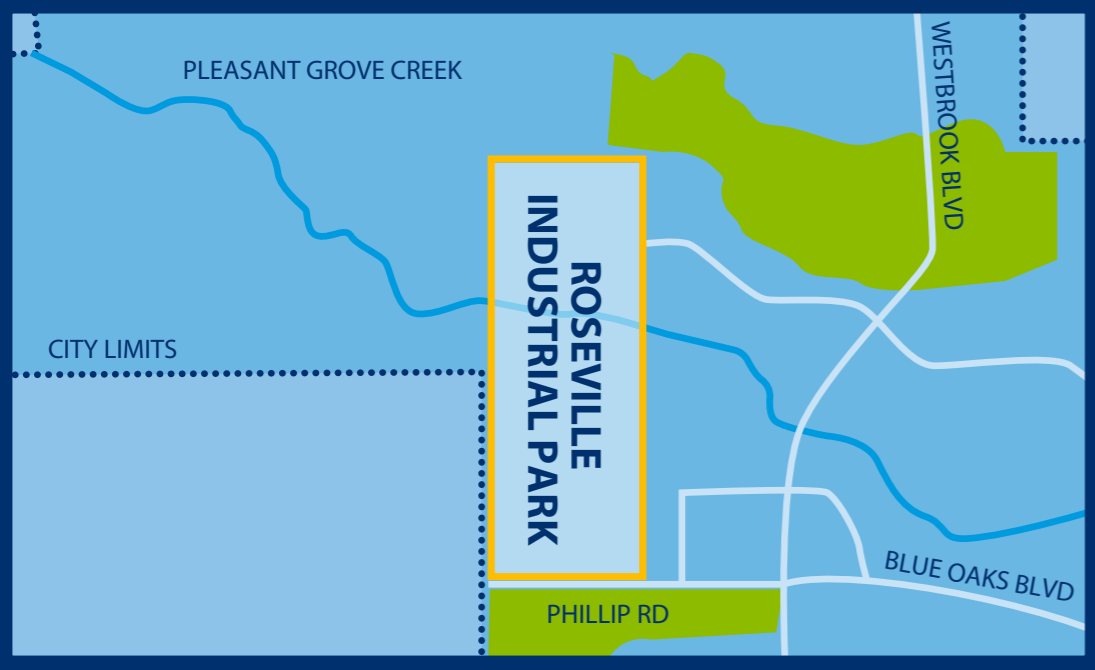 PLEASANT GROVE CREEK
WESTBROOK BLVD
ROSEVILLE
INDUSTRIAL PARK
CITY LIMITS
BLUE OAKS BLVD
PHILLIP RD